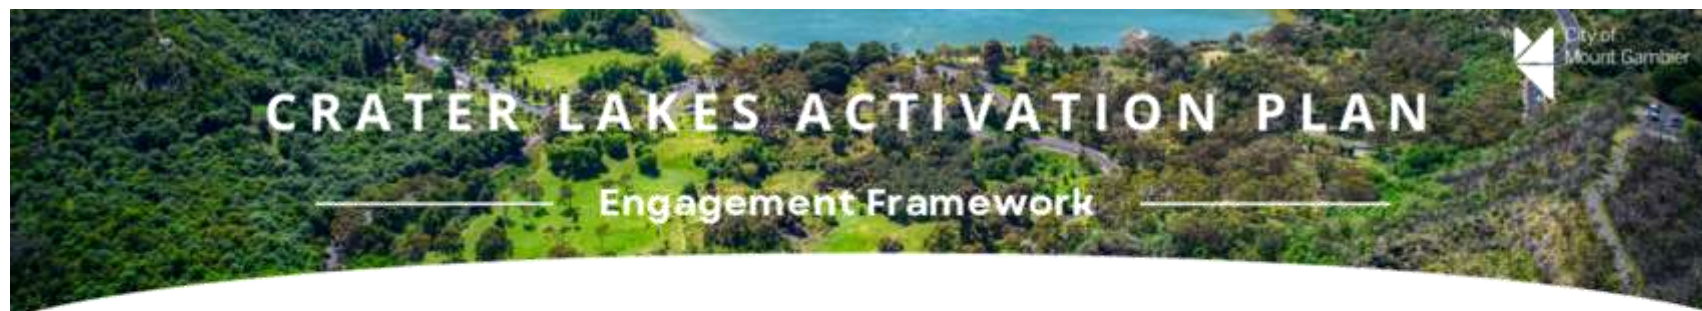 City of
Mount Gambier
CRATER LAKES ACTIVATION PLAN
Engagement Framework